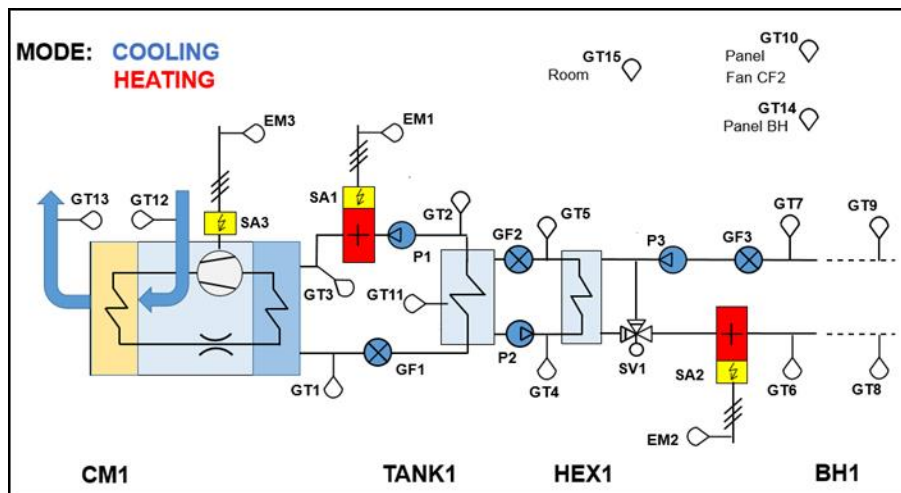 MODE: COOLING
HEATING
GT15
Room
GT10
Panel
Fan CF2
GT14
Panel BH
EM3
EM1
GT13
GT12
SA3
SA1
GT2
GT5
GT7
GT9
P1
GF2
P3
GF3
GT3
GT11
GT1
GF1
P2
GT4
SV1
SA2
GT6
GT8
EM2
CM1
TANK1
HEX1
BH1